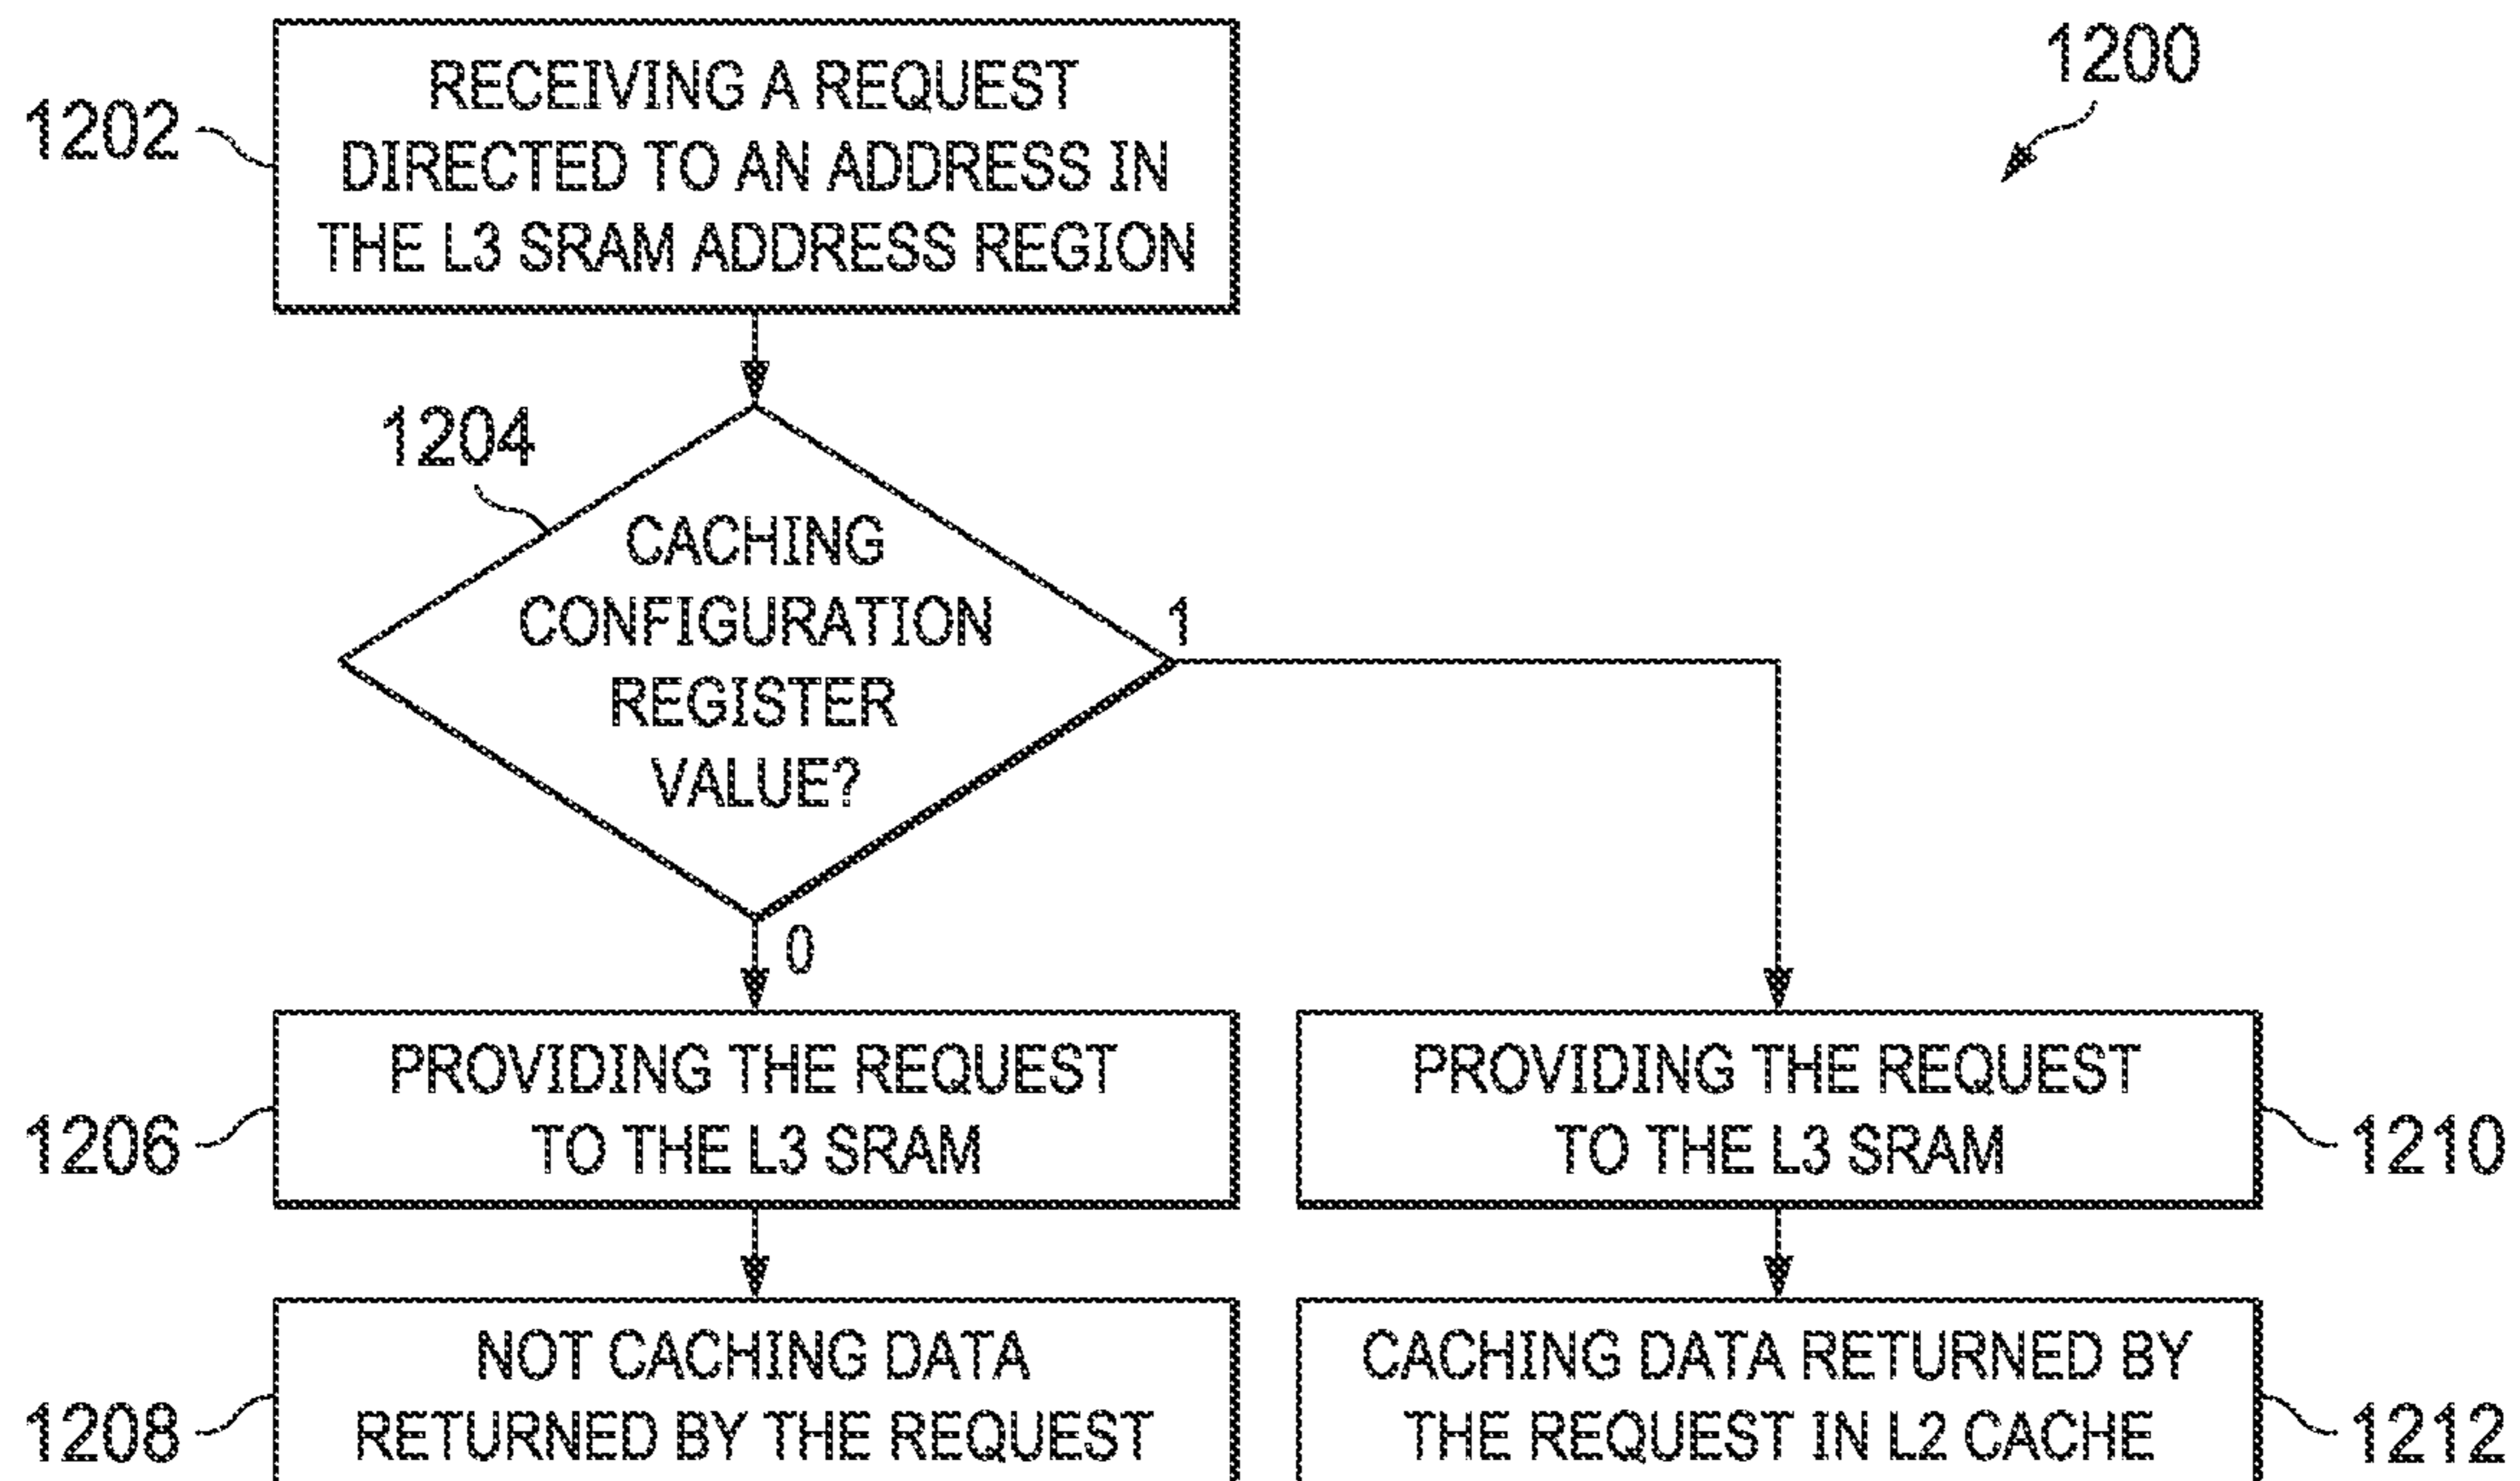 1200
1202
RECEIVING A REQUEST
DIRECTED TO AN ADDRESS IN
THE L3 SRAM ADDRESS REGION
1204
CACHING
CONFIGURATION
REGISTER
VALUE?
1
0
1206
PROVIDING THE REQUEST
TO THE L3 SRAM
PROVIDING THE REQUEST
TO THE L3 SRAM
1210
1208
NOT CACHING DATA
RETURNED BY THE REQUEST
CACHING DATA RETURNED BY
THE REQUEST IN L2 CACHE
1212